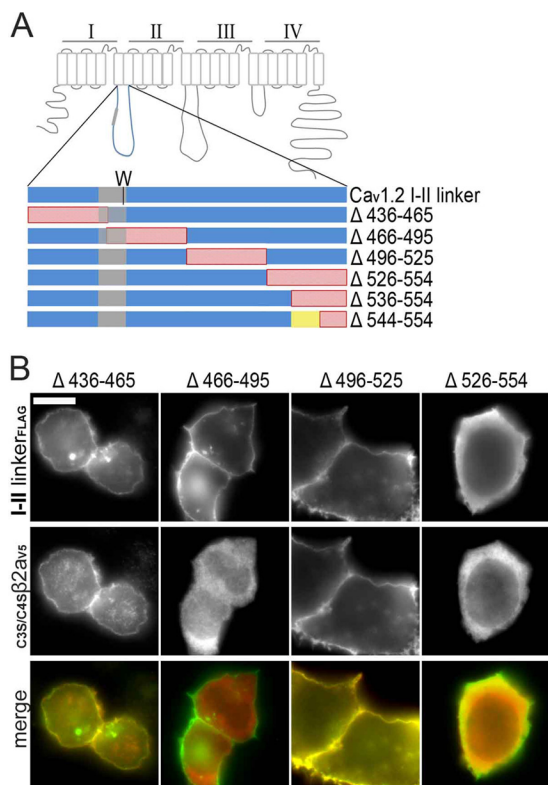 A
I II III IV
W
Cav1.2 I-II linker
Δ 436-465
Δ 466-495
Δ 496-525
Δ 526-554
Δ 536-554
Δ 544-554
B
Δ 436-465 Δ 466-495 Δ 496-525 Δ 526-554
I-II linkerFLAG
C3S/C4Sβ2aV5
merge